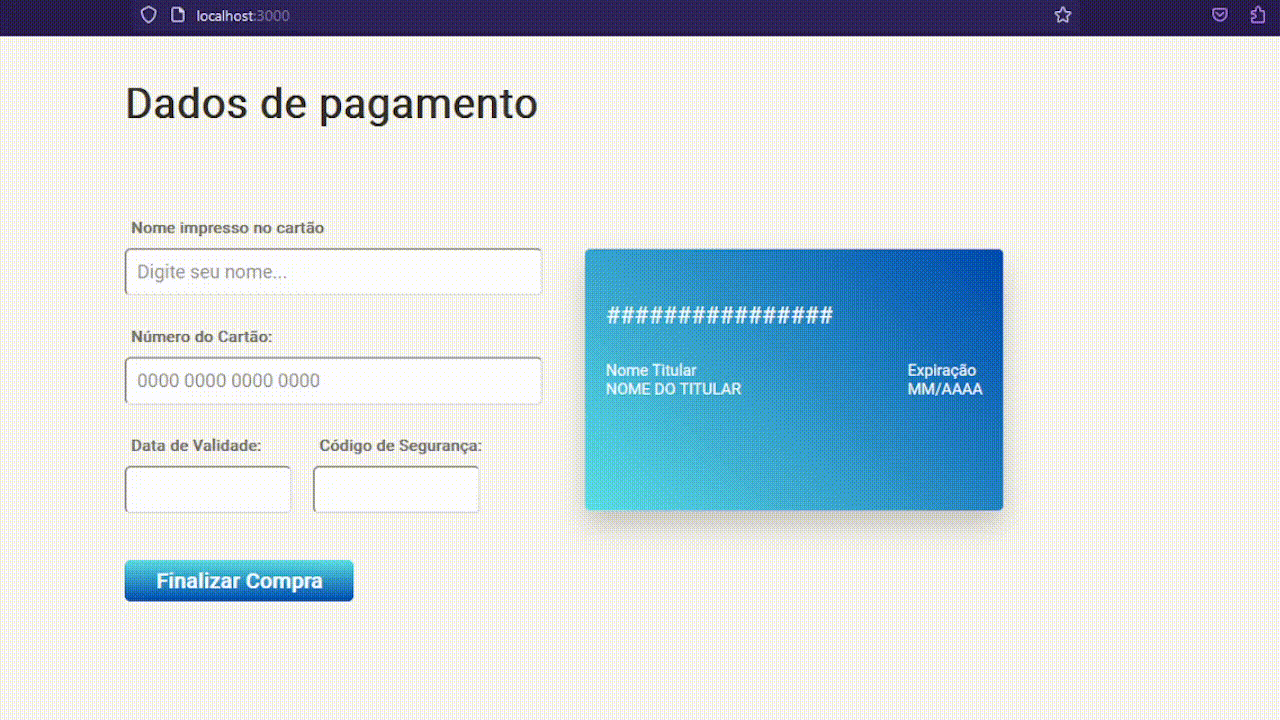 localhost:3000
Dados de pagamento
Nome impresso no cartão
Digite seu nome...
Número do Cartão:
0000 0000 0000 0000
Data de Validade: Código de Segurança:
Finalizar Compra
################
Nome Titular Expiração
NOME DO TITULAR MM/AAAA